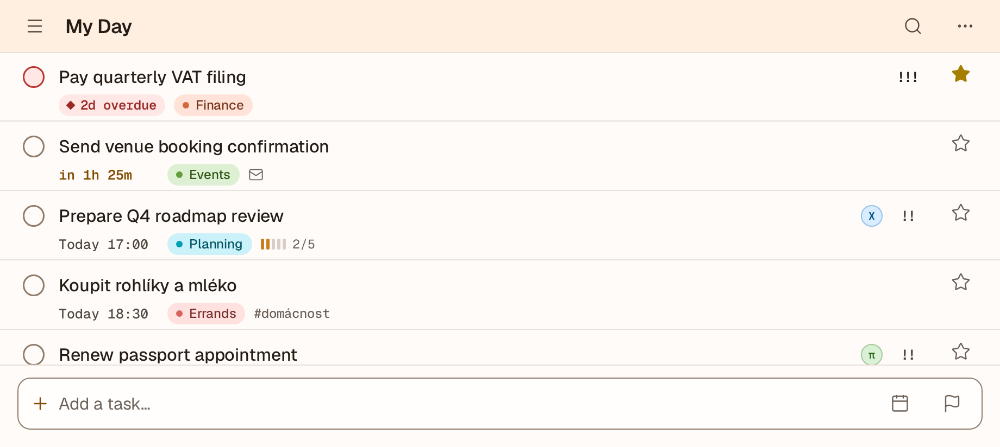 My Day
Pay quarterly VAT filing !!!
2d overdue Finance
Send venue booking confirmation
in 1h 25m Events
Prepare Q4 roadmap review X !!
Today 17:00 Planning 2/5
Koupit rohlíky a mléko
Today 18:30 Errands #domácnost
Renew passport appointment π !!
Add a task…